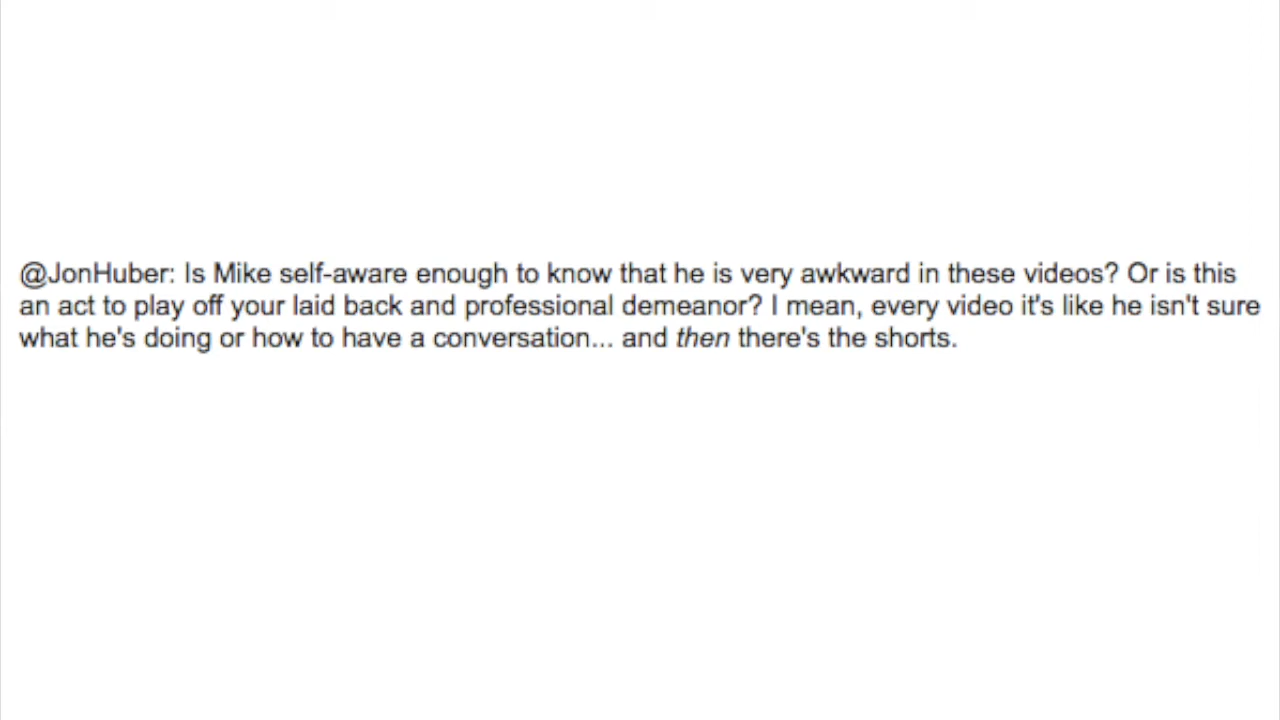 @JonHuber: Is Mike self-aware enough to know that he is very awkward in these videos? Or is this
an act to play off your laid back and professional demeanor? I mean, every video it's like he isn't sure
what he's doing or how to have a conversation... and then there's the shorts.